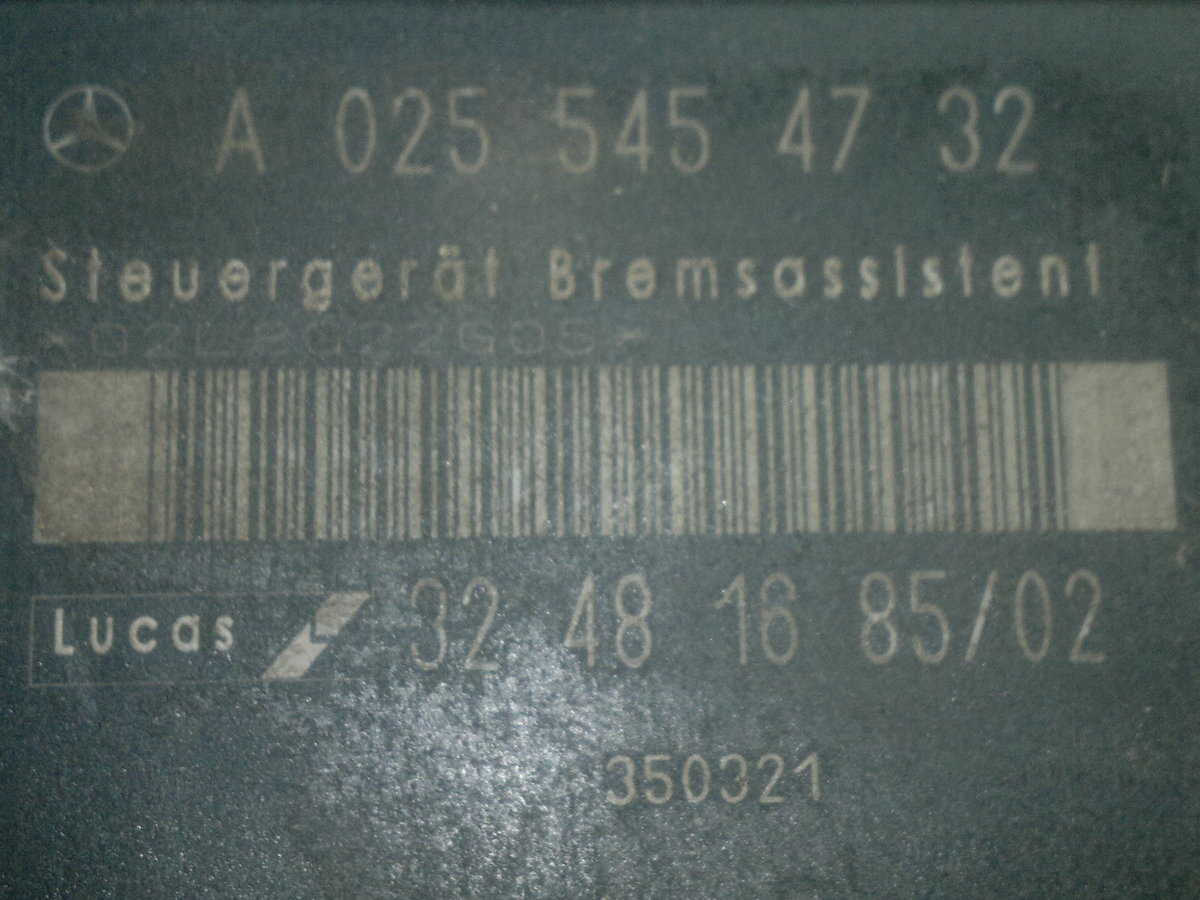 A 025 545 47 32
Steuergerät Bremsassistent
Lucas 32 48 16 85/02
350321